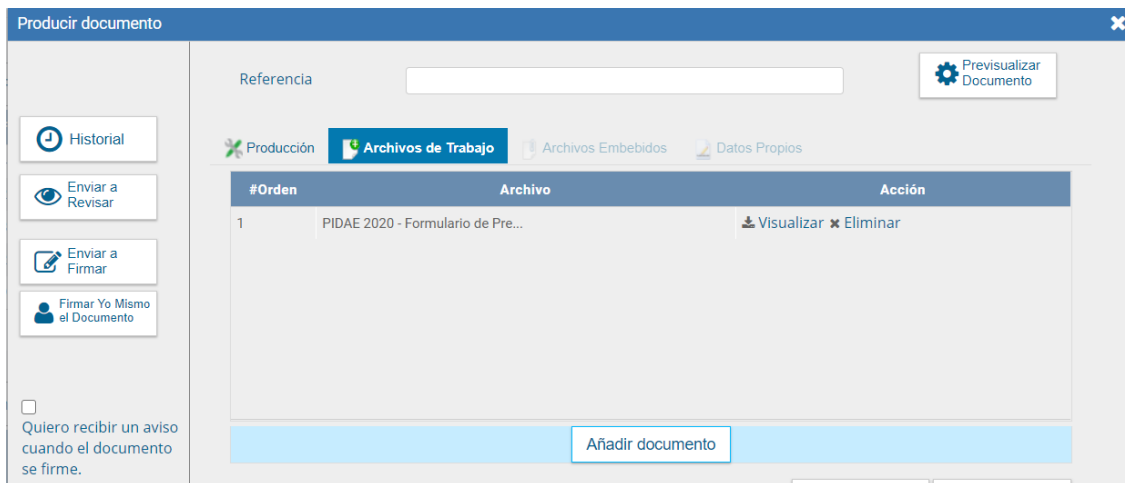 Producir documento
Referencia
Previsualizar
Documento
Historial
Enviar a
Revisar
Enviar a
Firmar
Firmar Yo Mismo
el Documento
Quiero recibir un aviso
cuando el documento
se firme.
Producción
Archivos de Trabajo
Archivos Embebidos
Datos Propios
#Orden Archivo Acción
1 PIDAE 2020 - Formulario de Pre... Visualizar Eliminar
Añadir documento